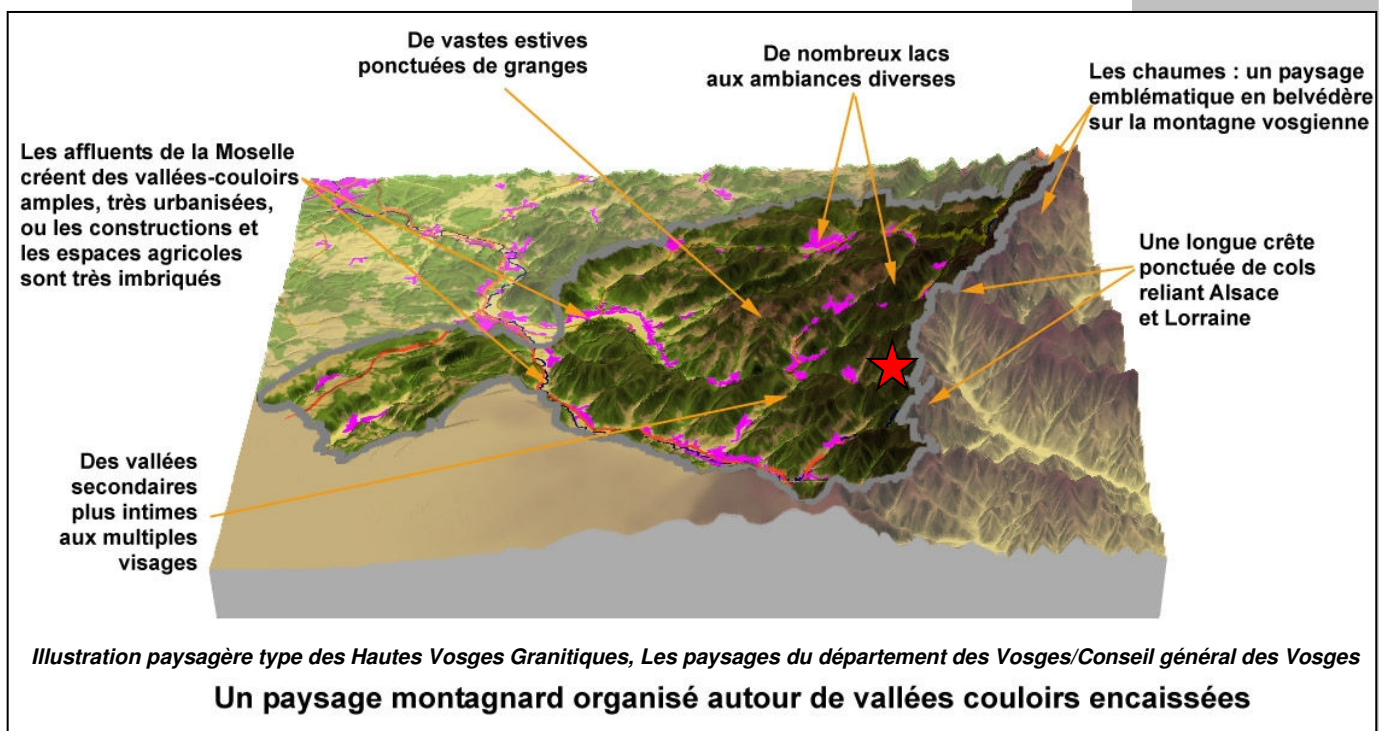 De vastes estives
ponctuées de granges
De nombreux lacs
aux ambiances diverses
Les chaumes : un paysage
emblématique en belvédère
sur la montagne vosgienne
Les affluents de la Moselle
créent des vallées-couloirs
amples, très urbanisées,
ou les constructions et
les espaces agricoles
sont très imbriqués
Une longue crête
ponctuée de cols
reliant Alsace
et Lorraine
Des vallées
secondaires
plus intimes
aux multiples
visages
Illustration paysagère type des Hautes Vosges Granitiques, Les paysages du département des Vosges/Conseil général des Vosges
Un paysage montagnard organisé autour de vallées couloirs encaissées